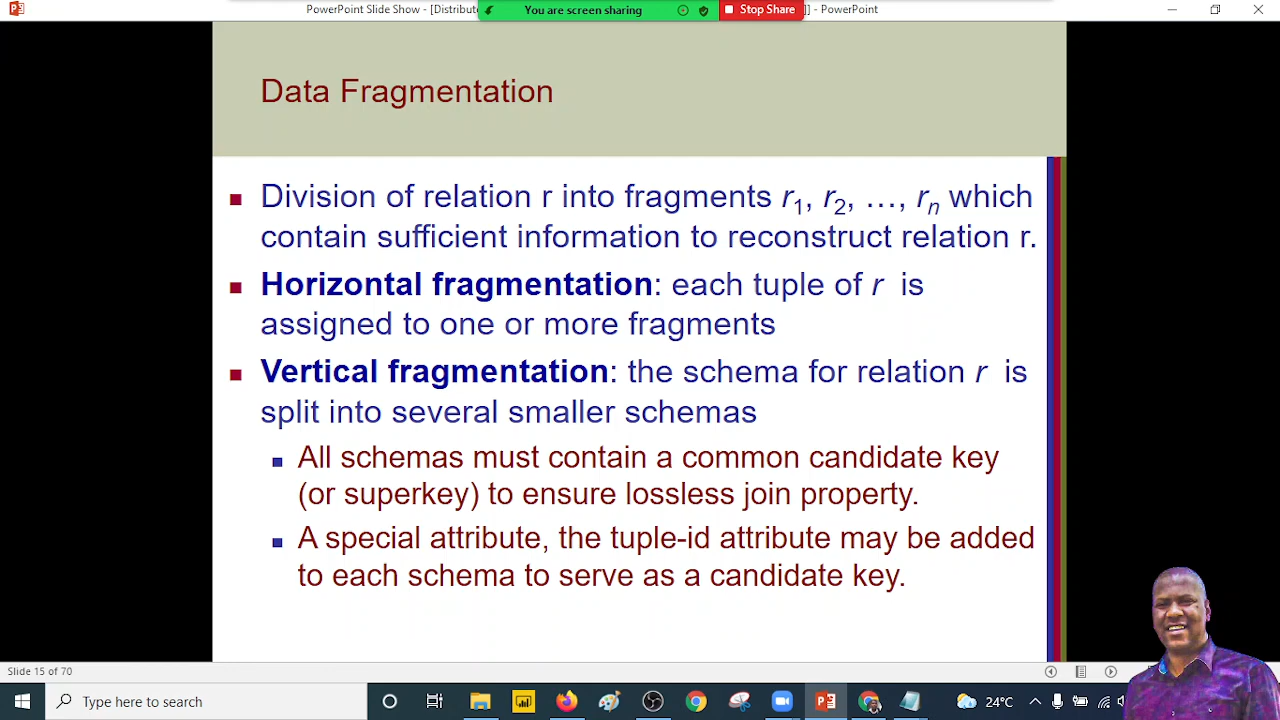 PowerPoint Slide Show - [Distribute
You are screen sharing
Stop Share
]] - PowerPoint
Data Fragmentation
Division of relation r into fragments r1, r2, …, rn which
contain sufficient information to reconstruct relation r.
Horizontal fragmentation: each tuple of r is
assigned to one or more fragments
Vertical fragmentation: the schema for relation r is
split into several smaller schemas
All schemas must contain a common candidate key
(or superkey) to ensure lossless join property.
A special attribute, the tuple-id attribute may be added
to each schema to serve as a candidate key.
Slide 15 of 70
Type here to search
24°C